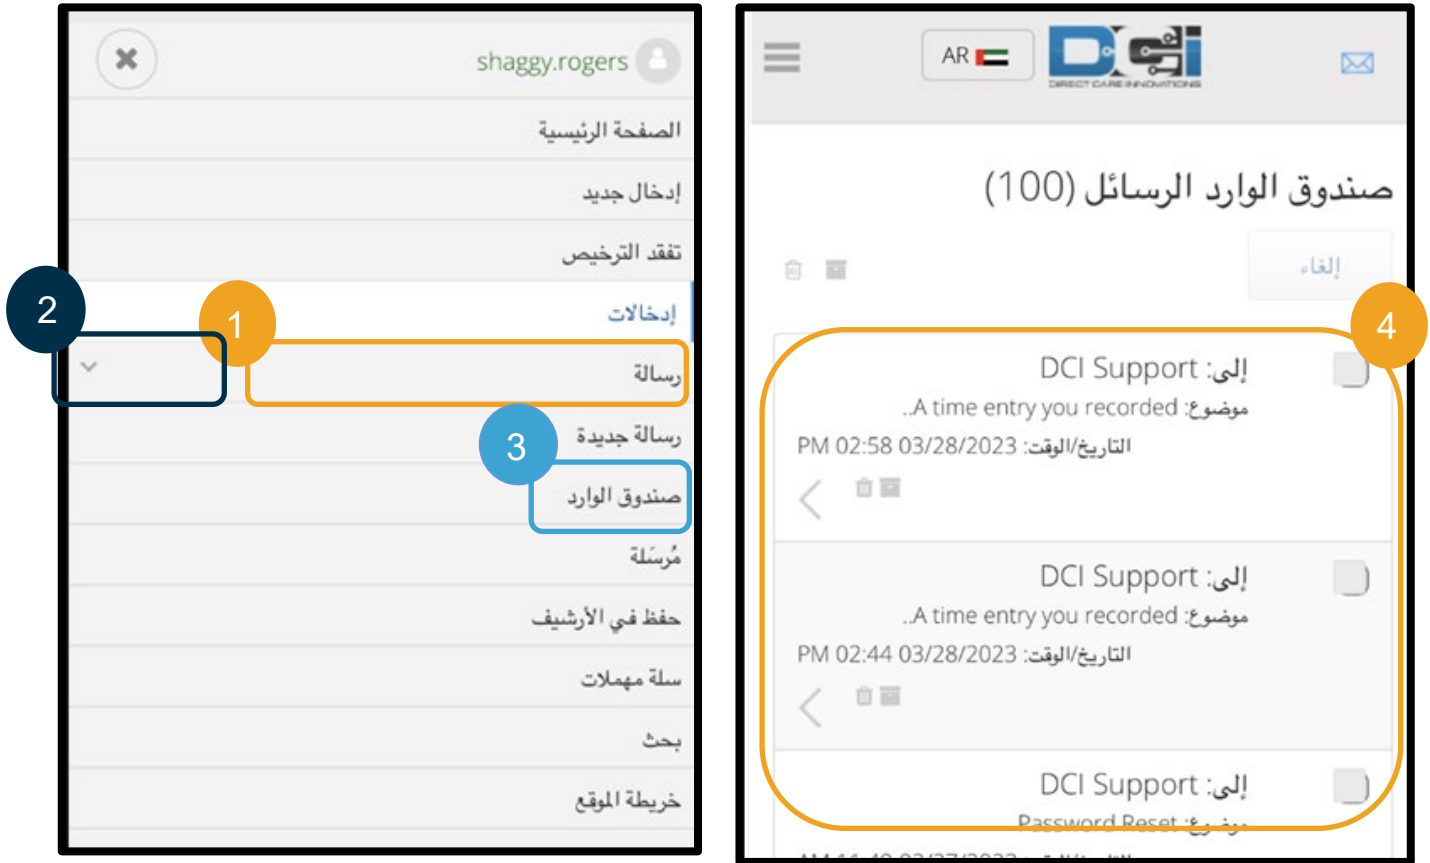 shaggy.rogers
الصفحة الرئيسية
إدخال جديد
تفقد الترخيص
إدخالات
2
1
رسالة
رسالة جديدة
3
صندوق الوارد
مُرسَلة
حفظ في الأرشيف
سلة مهملات
بحث
خريطة الموقع
AR
DCI
DIRECT CARE INNOVATIONS
صندوق الوارد الرسائل (100)
إلغاء
4
إلى: DCI Support
موضوع: A time entry you recorded..
التاريخ/الوقت: 03/28/2023 02:58 PM
إلى: DCI Support
موضوع: A time entry you recorded..
التاريخ/الوقت: 03/28/2023 02:44 PM
إلى: DCI Support
موضوع: Password Reset